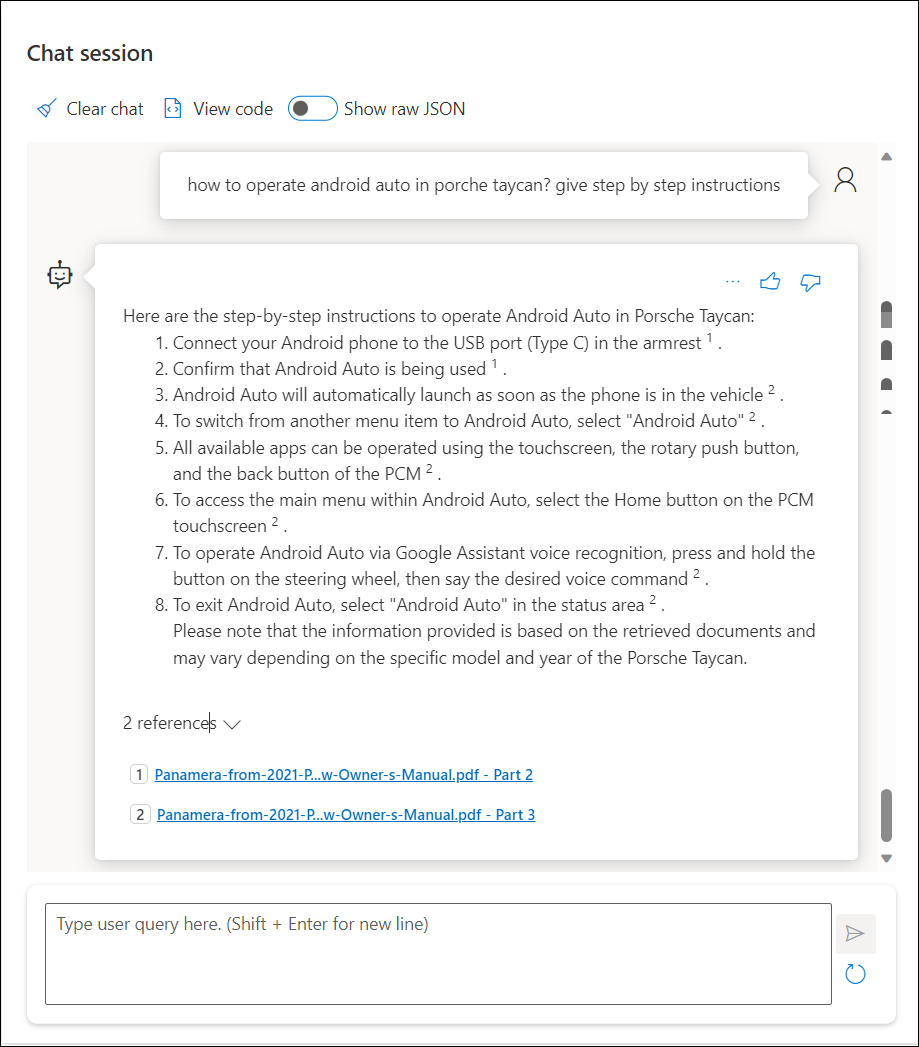 Chat session
Clear chat View code Show raw JSON
how to operate android auto in porche taycan? give step by step instructions
...
Here are the step-by-step instructions to operate Android Auto in Porsche Taycan:
1. Connect your Android phone to the USB port (Type C) in the armrest 1 .
2. Confirm that Android Auto is being used 1 .
3. Android Auto will automatically launch as soon as the phone is in the vehicle 2 .
4. To switch from another menu item to Android Auto, select "Android Auto" 2 .
5. All available apps can be operated using the touchscreen, the rotary push button,
and the back button of the PCM 2 .
6. To access the main menu within Android Auto, select the Home button on the PCM
touchscreen 2 .
7. To operate Android Auto via Google Assistant voice recognition, press and hold the
button on the steering wheel, then say the desired voice command 2 .
8. To exit Android Auto, select "Android Auto" in the status area 2 .
Please note that the information provided is based on the retrieved documents and
may vary depending on the specific model and year of the Porsche Taycan.
2 references
1 Panamera-from-2021-P...w-Owner-s-Manual.pdf - Part 2
2 Panamera-from-2021-P...w-Owner-s-Manual.pdf - Part 3
Type user query here. (Shift + Enter for new line)